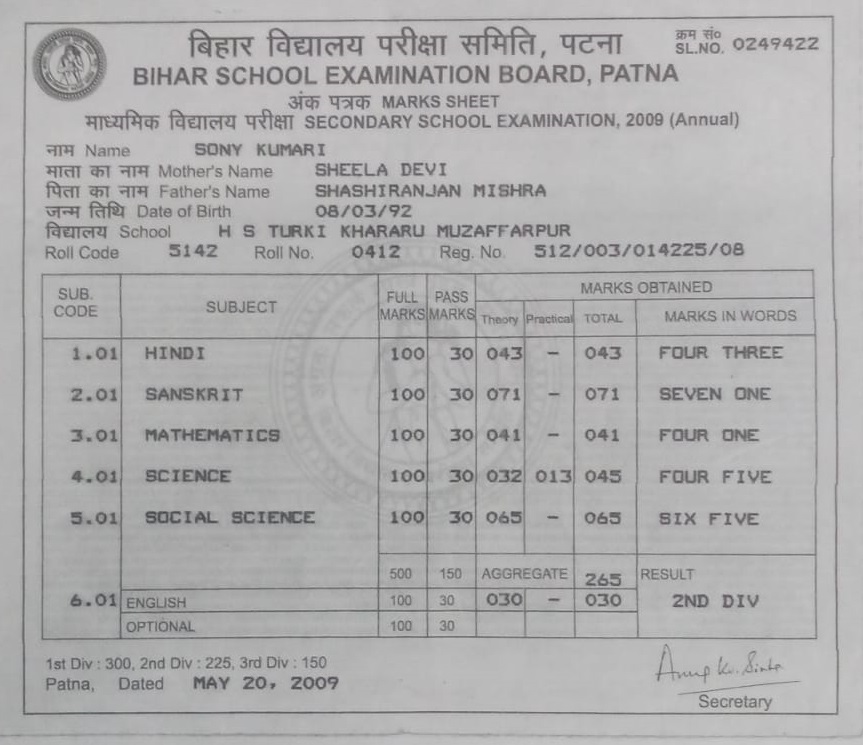 बिहार विद्यालय परीक्षा समिति, पटना
क्रम सं०
SL.NO. 0249422
BIHAR SCHOOL EXAMINATION BOARD, PATNA
अंक पत्रक MARKS SHEET
माध्यमिक विद्यालय परीक्षा SECONDARY SCHOOL EXAMINATION, 2009 (Annual)
नाम Name SONY KUMARI
माता का नाम Mother's Name SHEELA DEVI
पिता का नाम Father's Name SHASHIRANJAN MISHRA
जन्म तिथि Date of Birth 08/03/92
विद्यालय School H S TURKI KHARARU MUZAFFARPUR
Roll Code 5142 Roll No. 0412 Reg. No. 512/003/014225/08
SUB. CODE SUBJECT FULL MARKS PASS MARKS MARKS OBTAINED
Theory Practical TOTAL MARKS IN WORDS
1.01 HINDI 100 30 043 - 043 FOUR THREE
2.01 SANSKRIT 100 30 071 - 071 SEVEN ONE
3.01 MATHEMATICS 100 30 041 - 041 FOUR ONE
4.01 SCIENCE 100 30 032 013 045 FOUR FIVE
5.01 SOCIAL SCIENCE 100 30 065 - 065 SIX FIVE
500 150 AGGREGATE 265 RESULT
6.01 ENGLISH 100 30 030 - 030 2ND DIV
OPTIONAL 100 30
1st Div : 300, 2nd Div : 225, 3rd Div : 150
Patna, Dated MAY 20, 2009
Secretary